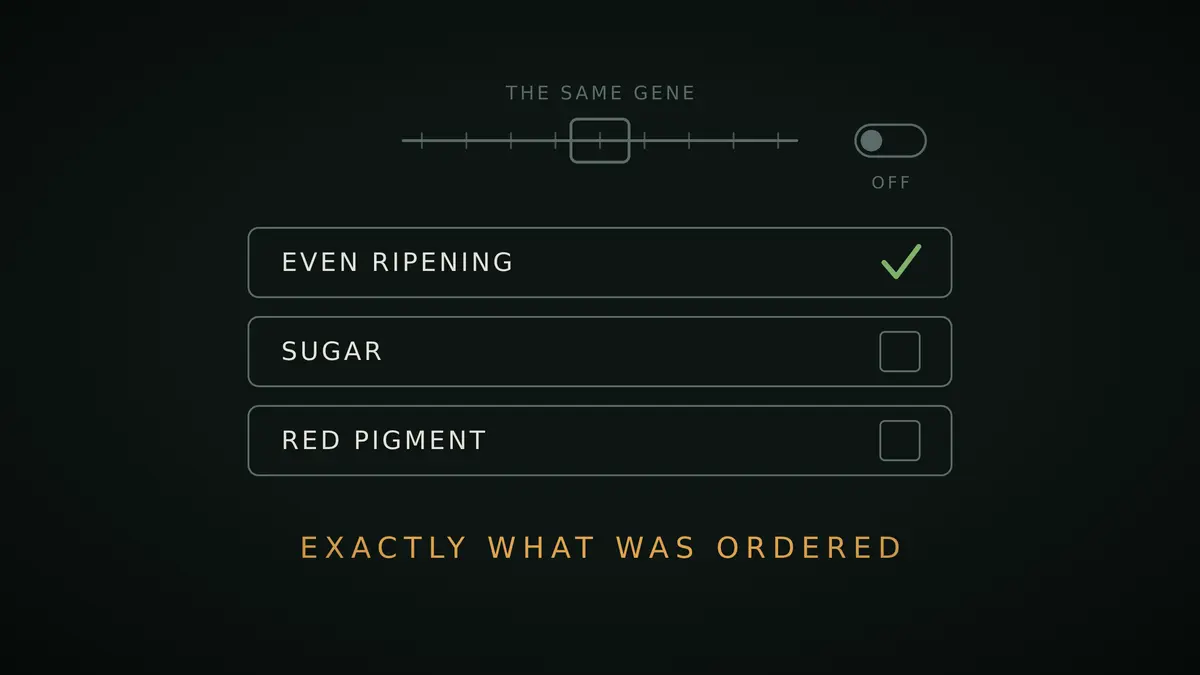 THE SAME GENE
OFF
EVEN RIPENING
SUGAR
RED PIGMENT
EXACTLY WHAT WAS ORDERED